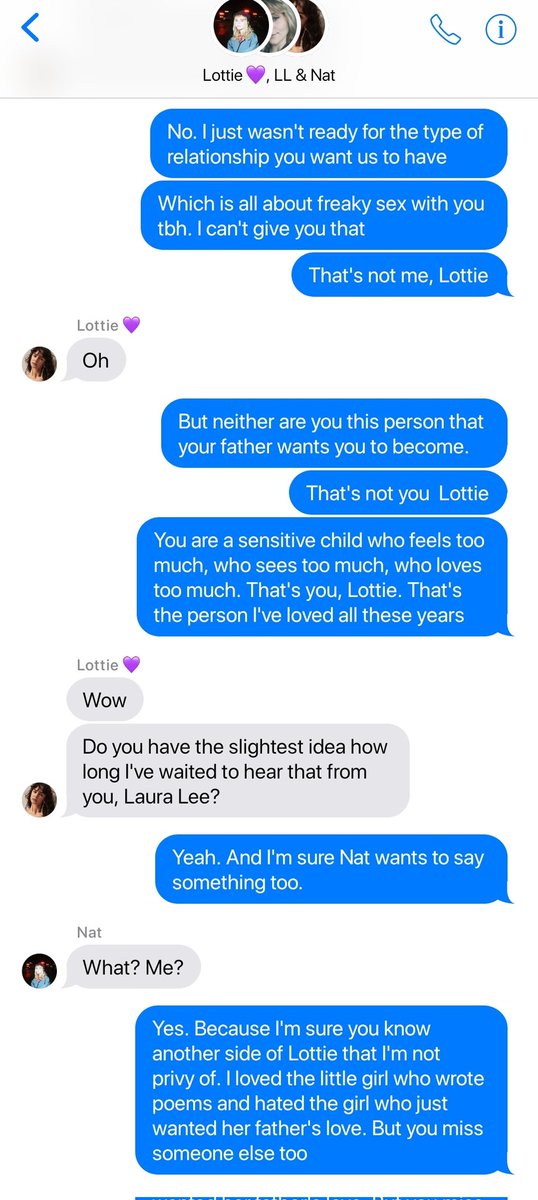 Lottie 💜, LL & Nat
No. I just wasn't ready for the type of
relationship you want us to have
Which is all about freaky sex with you
tbh. I can't give you that
That's not me, Lottie
Lottie 💜
Oh
But neither are you this person that
your father wants you to become.
That's not you  Lottie
You are a sensitive child who feels too
much, who sees too much, who loves
too much. That's you, Lottie. That's
the person I've loved all these years
Lottie 💜
Wow
Do you have the slightest idea how
long I've waited to hear that from
you, Laura Lee?
Yeah. And I'm sure Nat wants to say
something too.
Nat
What? Me?
Yes. Because I'm sure you know
another side of Lottie that I'm not
privy of. I loved the little girl who wrote
poems and hated the girl who just
wanted her father's love. But you miss
someone else too